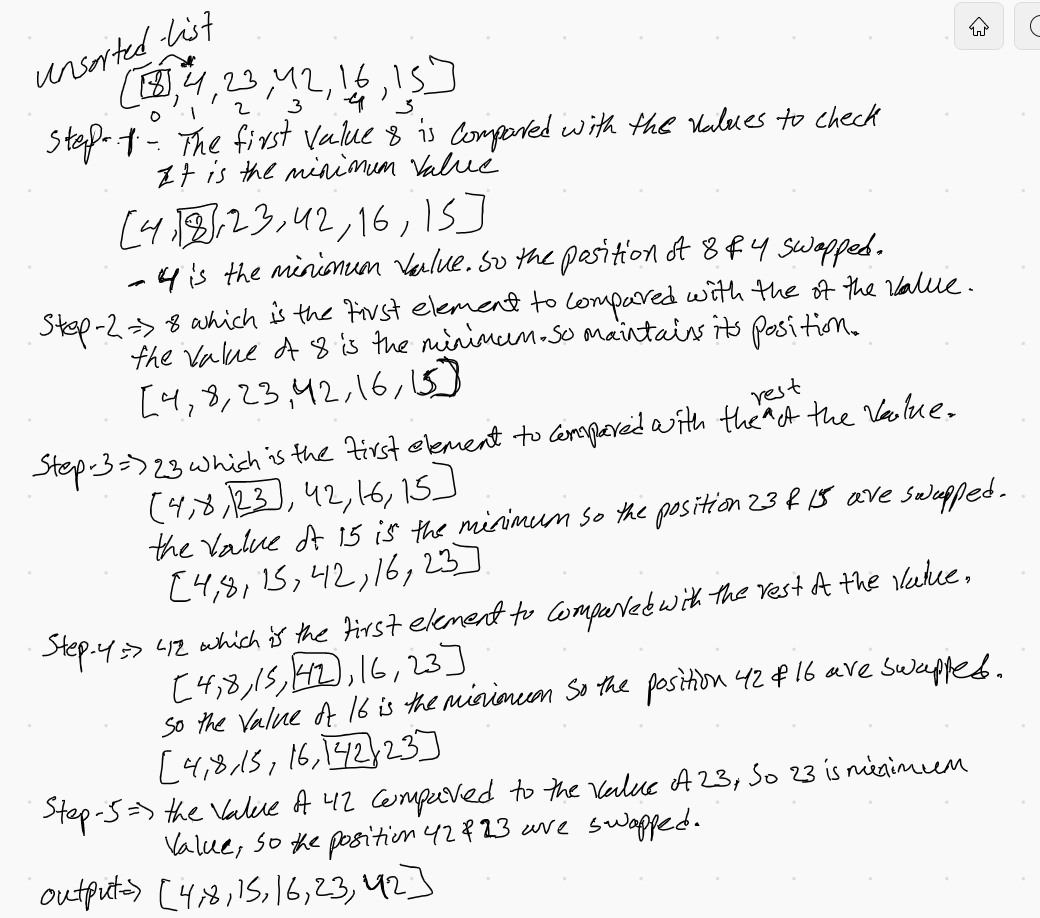 unsorted list
[8, 4, 23, 42, 16, 15]
0 1 2 3 4 5
Step-1 - The first value 8 is compared with the values to check
It is the minimum value
[4, 8, 23, 42, 16, 15]
- 4 is the minimum value. So the position of 8 & 4 swapped.
Step-2 => 8 which is the first element to compared with the of the value.
the value of 8 is the minimum. So maintains its position.
[4, 8, 23, 42, 16, 15]
Step-3 => 23 which is the first element to compared with the rest of the value.
[4, 8, 23, 42, 16, 15]
the value of 15 is the minimum so the position 23 & 15 are swapped.
[4, 8, 15, 42, 16, 23]
Step-4 => 42 which is the first element to compared with the rest of the value.
[4, 8, 15, 42, 16, 23]
so the value of 16 is the minimum so the position 42 & 16 are swapped.
[4, 8, 15, 16, 42, 23]
Step-5 => the value of 42 compared to the value of 23, So 23 is minimum
value, so the position 42 & 23 are swapped.
output => [4, 8, 15, 16, 23, 42]